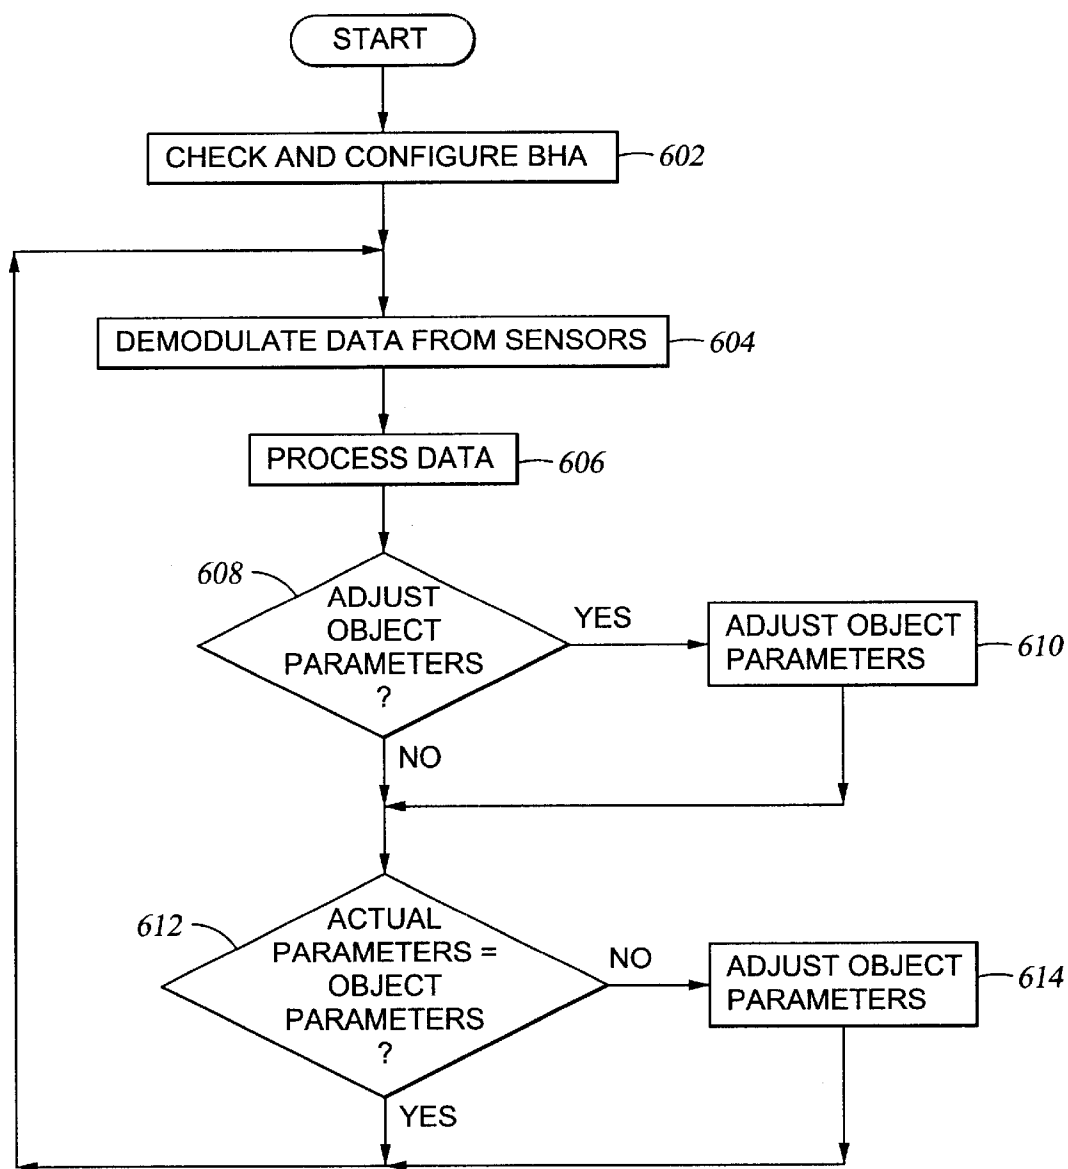 START
CHECK AND CONFIGURE BHA
602
DEMODULATE DATA FROM SENSORS
604
PROCESS DATA
606
608
ADJUST
OBJECT
PARAMETERS
?
YES
ADJUST OBJECT
PARAMETERS
610
NO
612
ACTUAL
PARAMETERS =
OBJECT
PARAMETERS
?
NO
ADJUST OBJECT
PARAMETERS
614
YES